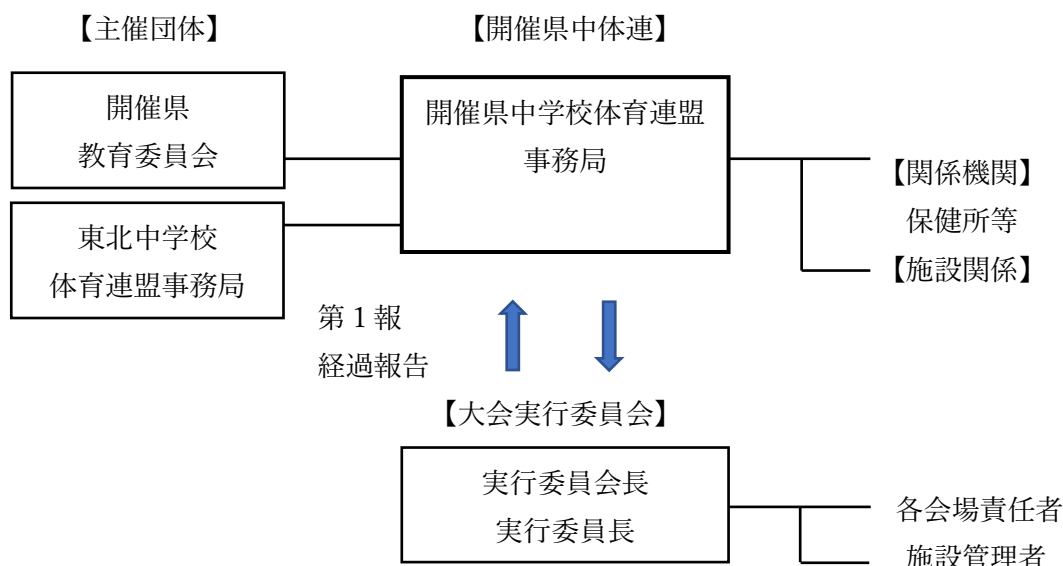 【主催団体】
【開催県中体連】
開催県
教育委員会
開催県中学校体育連盟
事務局
【関係機関】
保健所等
【施設関係】
東北中学校
体育連盟事務局
第1報
経過報告
【大会実行委員会】
実行委員会長
実行委員長
各会場責任者
施設管理者